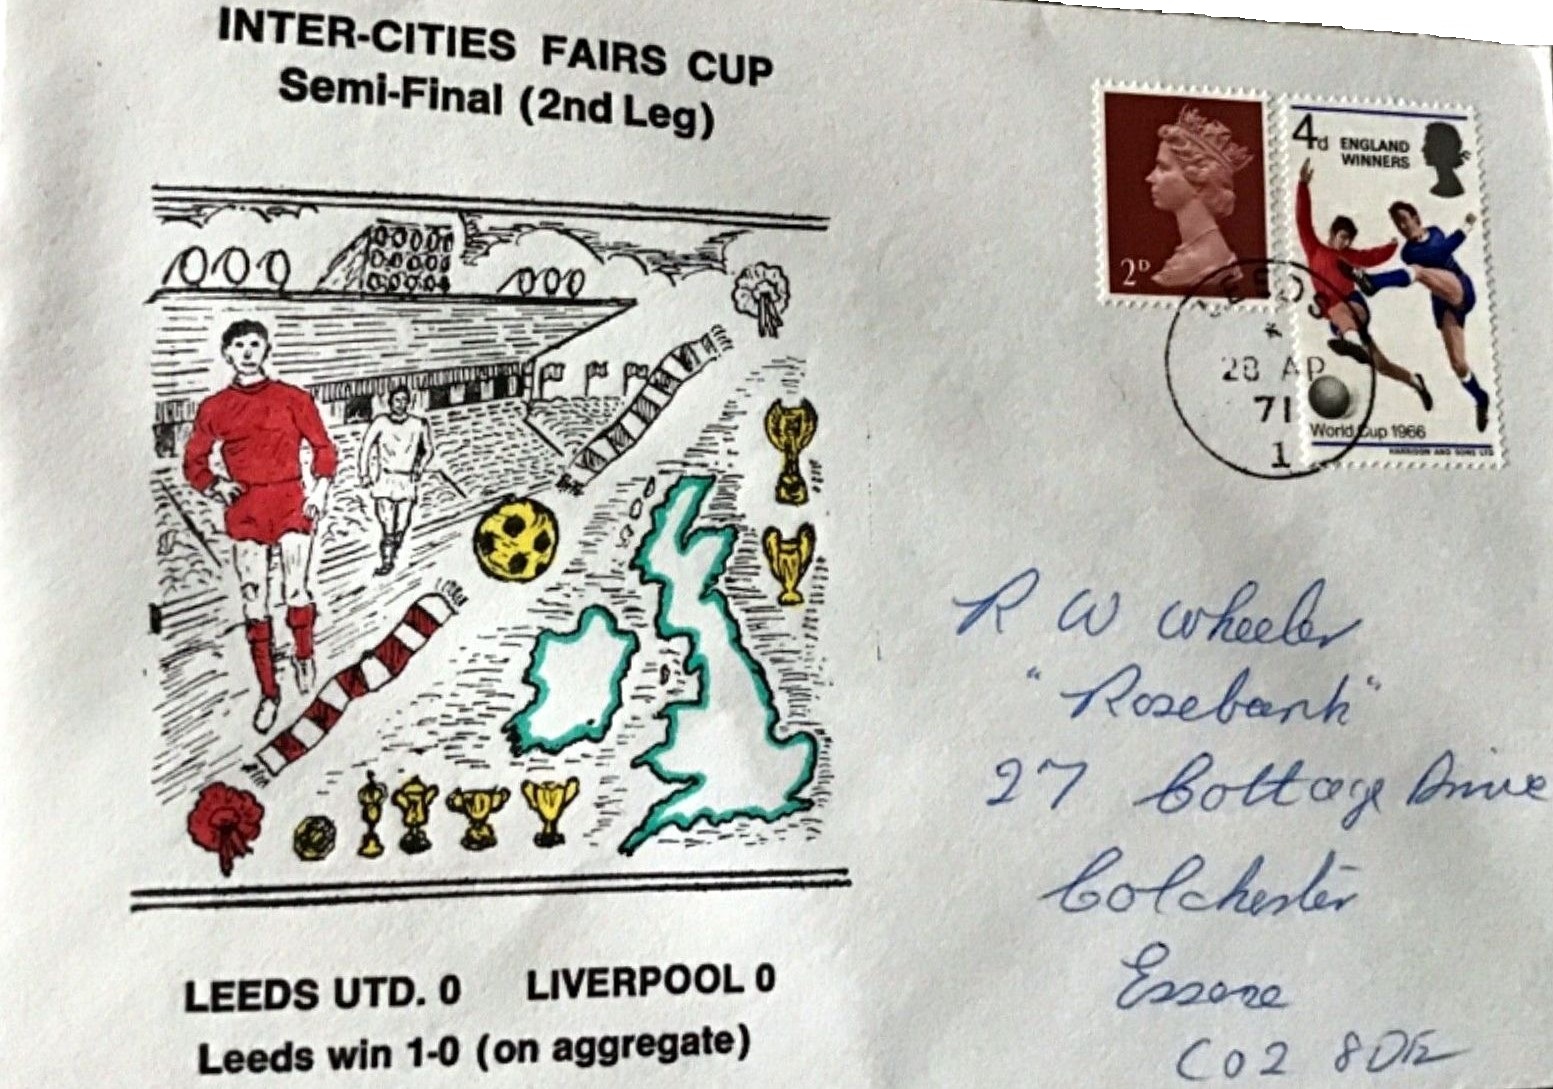 INTER-CITIES FAIRS CUP
Semi-Final (2nd Leg)
2D
4d ENGLAND
WINNERS
World Cup 1966
HARRISON AND SONS LTD
LEEDS
28 AP
71
1
R W Wheeler
"Rosebank"
27 Cottage Drive
Colchester
Essex
CO2 8DE
LEEDS UTD. 0 LIVERPOOL 0
Leeds win 1-0 (on aggregate)